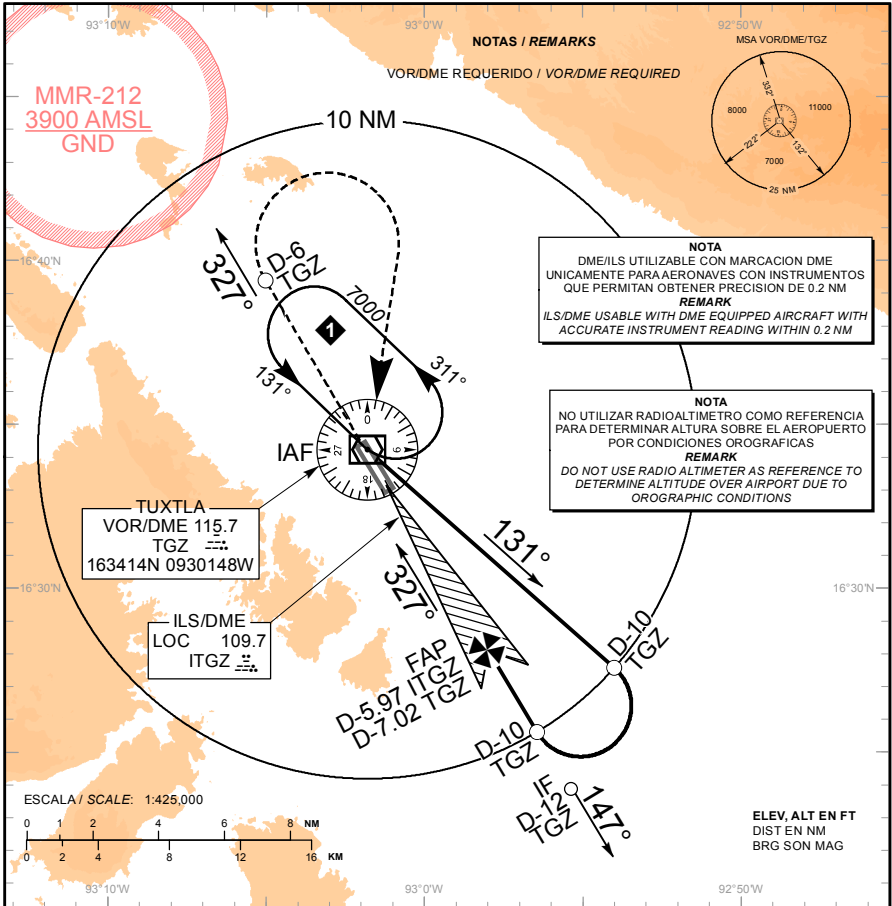 93°10'W
93°0'W
92°50'W
NOTAS / REMARKS
VOR/DME REQUERIDO / VOR/DME REQUIRED
MSA VOR/DME/TGZ
332°
8000
11000
222°
132°
7000
25 NM
MMR-212
3900 AMSL
GND
10 NM
16°40'N
16°40'N
D-6
TGZ
327°
7000
1
131°
311°
NOTA
DME/ILS UTILIZABLE CON MARCACION DME
UNICAMENTE PARA AERONAVES CON INSTRUMENTOS
QUE PERMITAN OBTENER PRECISION DE 0.2 NM
REMARK
ILS/DME USABLE WITH DME EQUIPPED AIRCRAFT WITH
ACCURATE INSTRUMENT READING WITHIN 0.2 NM
NOTA
NO UTILIZAR RADIOALTIMETRO COMO REFERENCIA
PARA DETERMINAR ALTURA SOBRE EL AEROPUERTO
POR CONDICIONES OROGRAFICAS
REMARK
DO NOT USE RADIO ALTIMETER AS REFERENCE TO
DETERMINE ALTITUDE OVER AIRPORT DUE TO
OROGRAPHIC CONDITIONS
IAF
0
9
18
27
TUXTLA
VOR/DME 115.7
TGZ
163414N 0930148W
131°
16°30'N
16°30'N
327°
ILS/DME
LOC 109.7
ITGZ
FAP
D-5.97 ITGZ
D-7.02 TGZ
D-10
TGZ
D-10
TGZ
IF
D-12
TGZ
147°
ESCALA / SCALE: 1:425,000
0 1 2 4 6 8 NM
0 2 4 8 12 16 KM
ELEV, ALT EN FT
DIST EN NM
BRG SON MAG
93°10'W
93°0'W
92°50'W